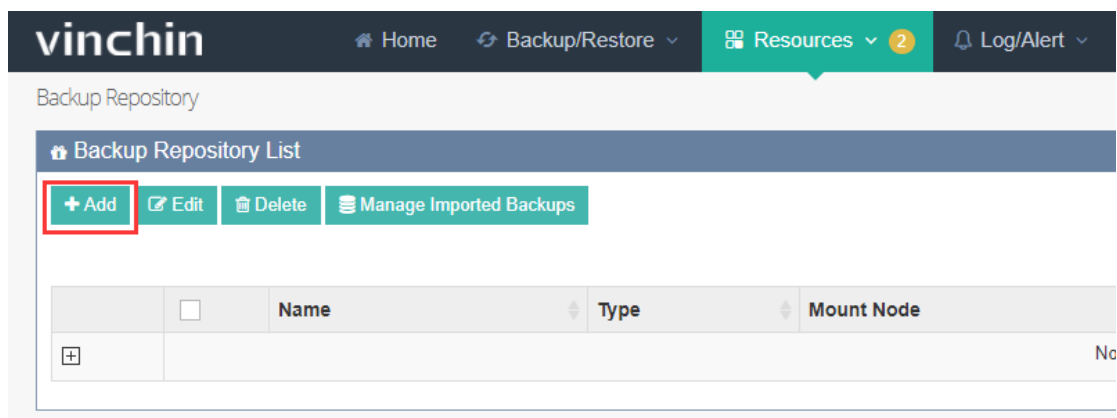 vinchin Home Backup/Restore Resources 2 Log/Alert
Backup Repository
Backup Repository List
Add Edit Delete Manage Imported Backups
Name Type Mount Node
No